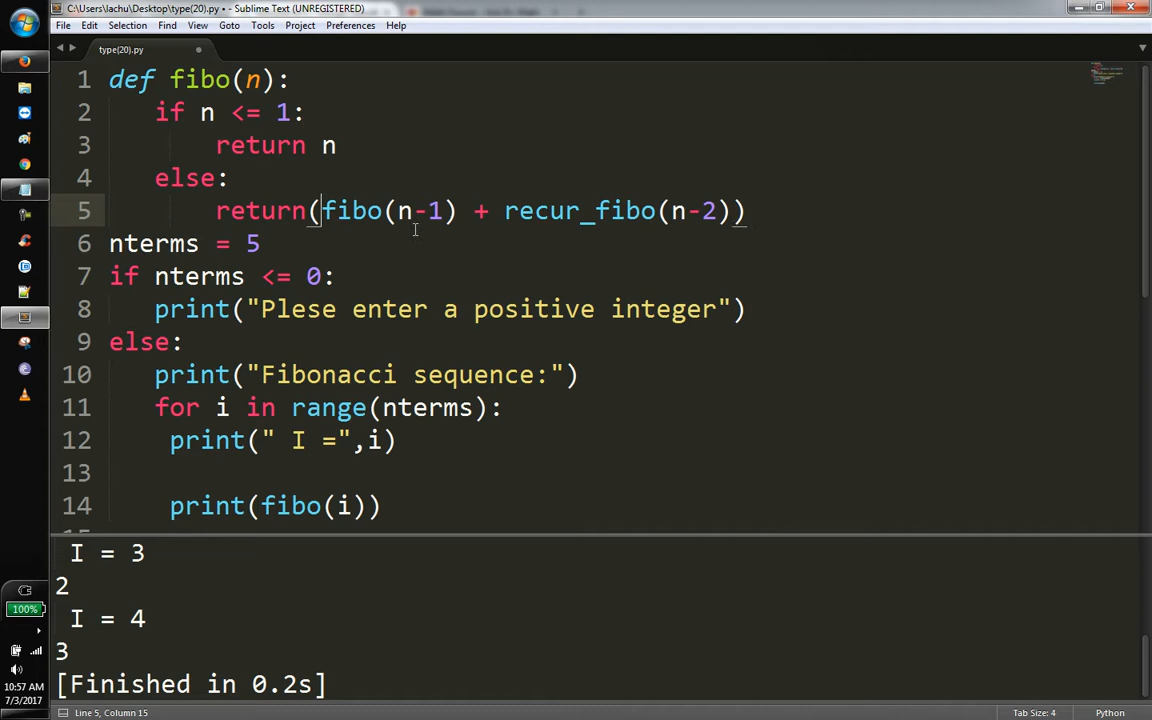 C:\Users\lachu\Desktop\type(20).py • - Sublime Text (UNREGISTERED)
File Edit Selection Find View Goto Tools Project Preferences Help
type(20).py
1 def fibo(n):
2 if n <= 1:
3 return n
4 else:
5 return(fibo(n-1) + recur_fibo(n-2))
6 nterms = 5
7 if nterms <= 0:
8 print("Plese enter a positive integer")
9 else:
10 print("Fibonacci sequence:")
11 for i in range(nterms):
12 print(" I =",i)
13
14 print(fibo(i))
I = 3
2
I = 4
3
[Finished in 0.2s]
100%
10:57 AM
7/3/2017
Line 5, Column 15 Tab Size: 4 Python